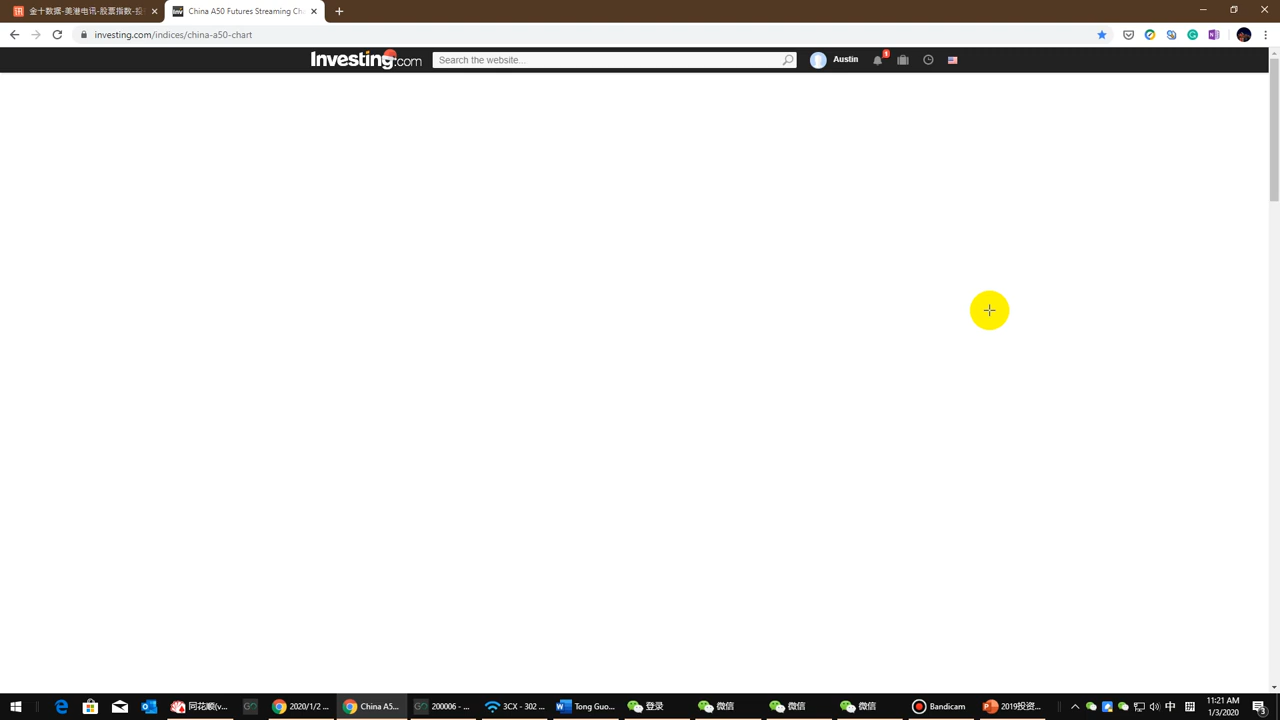 金十数据-美港电讯-股票指数-股
China A50 Futures Streaming Ch
investing.com/indices/china-a50-chart
Investing.com
Search the website...
Austin
1
同花顺(v...
2020/1/2 ...
China A5...
200006 - ...
3CX - 302 ...
Tong Guo...
登录
微信
微信
微信
Bandicam
2019投资...
中
11:21 AM
1/3/2020
2